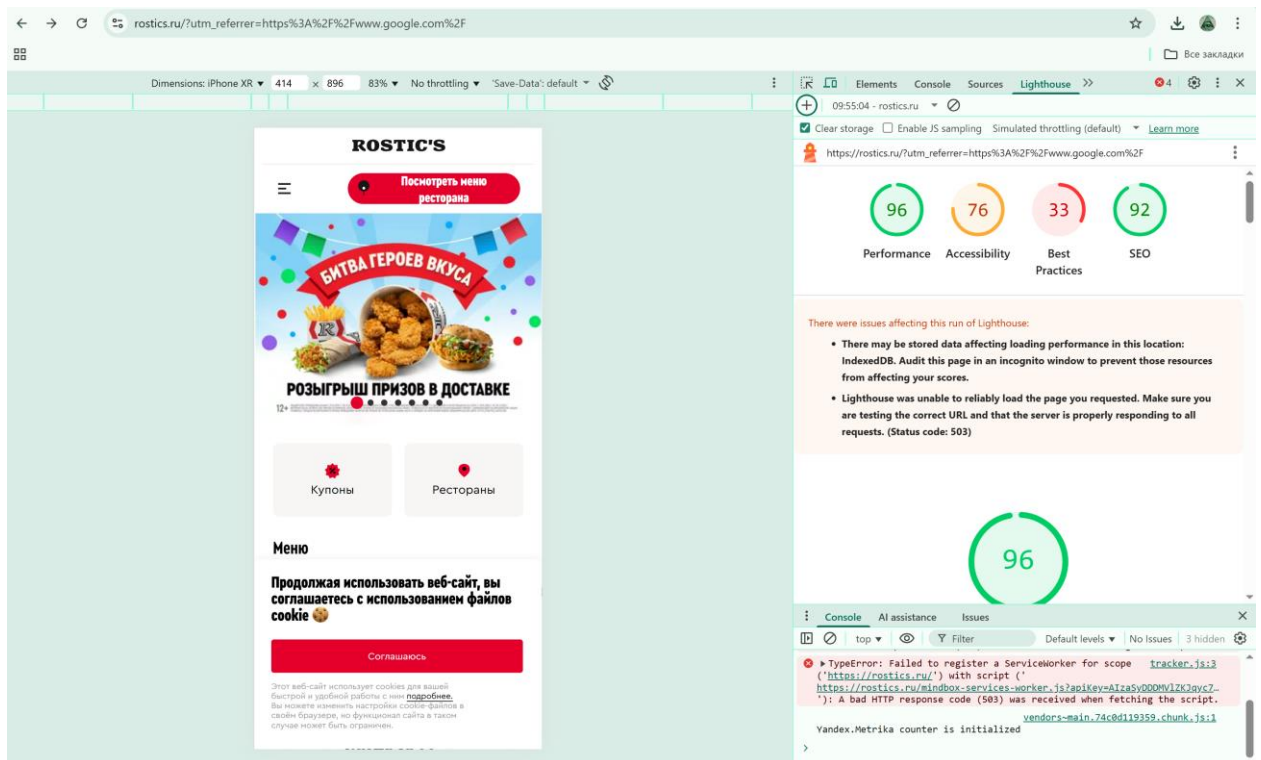 rostics.ru/?utm_referrer=https%3A%2F%2Fwww.google.com%2F
Все закладки
Dimensions: iPhone XR 414 x 896 83% No throttling 'Save-Data': default
ROSTIC'S
Посмотреть меню
ресторана
БИТВА ГЕРОЕВ ВКУСА
R
РОЗЫГРЫШ ПРИЗОВ В ДОСТАВКЕ
12+
Купоны Рестораны
Меню
Продолжая использовать веб-сайт, вы
соглашаетесь с использованием файлов
cookie
Соглашаюсь
Этот веб-сайт использует cookies для вашей
быстрой и удобной работы с ним подробнее.
Вы можете изменить настройки cookie-файлов в
своём браузере, но функционал сайта в таком
случае может быть ограничен.
Elements Console Sources Lighthouse 4
09:55:04 - rostics.ru
Clear storage Enable JS sampling Simulated throttling (default) Learn more
https://rostics.ru/?utm_referrer=https%3A%2F%2Fwww.google.com%2F
96 76 33 92
Performance Accessibility Best SEO
Practices
There were issues affecting this run of Lighthouse:
• There may be stored data affecting loading performance in this location:
IndexedDB. Audit this page in an incognito window to prevent those resources
from affecting your scores.
• Lighthouse was unable to reliably load the page you requested. Make sure you
are testing the correct URL and that the server is properly responding to all
requests. (Status code: 503)
96
Console AI assistance Issues
top Filter Default levels No Issues 3 hidden
TypeError: Failed to register a ServiceWorker for scope tracker.js:3
('https://rostics.ru/') with script ('
https://rostics.ru/mindbox-services-worker.js?apiKey=AIzaSyDDDMVlZKJqyc7…
'): A bad HTTP response code (503) was received when fetching the script.
vendors~main.74c0d119359.chunk.js:1
Yandex.Metrika counter is initialized